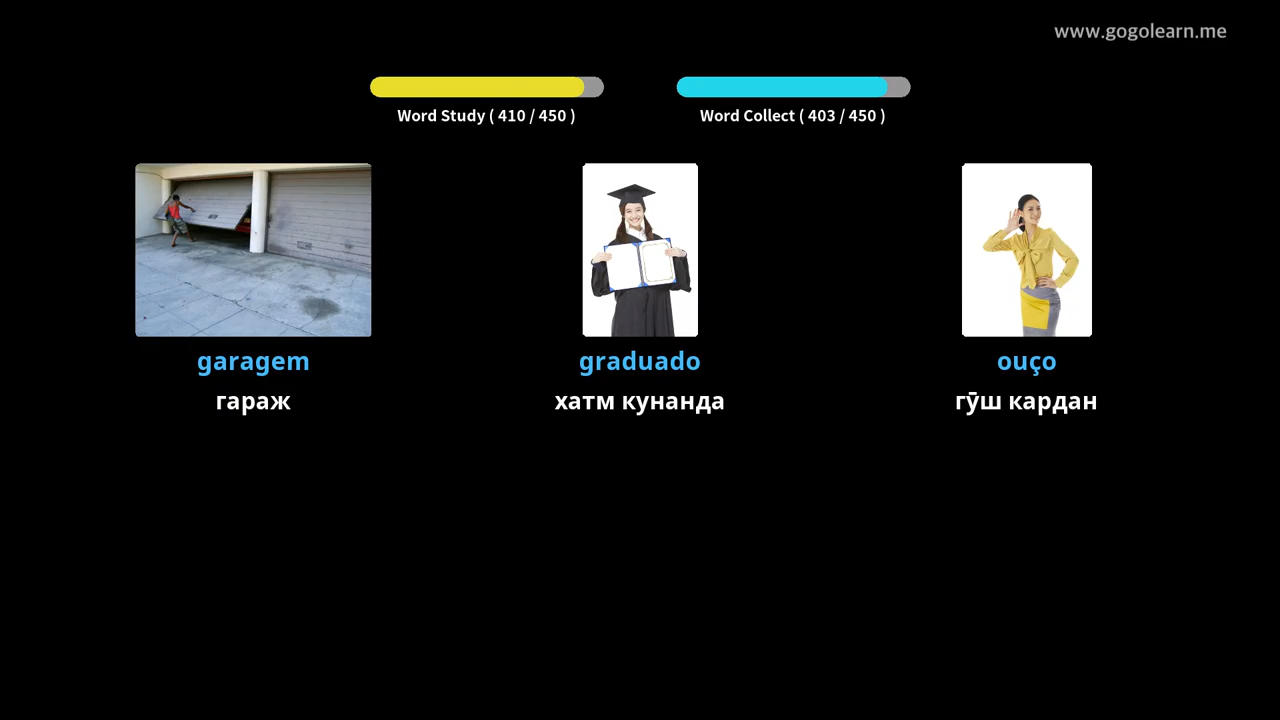 www.gogolearn.me
Word Study ( 410 / 450 )
Word Collect ( 403 / 450 )
garagem
graduado
ouço
гараж
хатм кунанда
гӯш кардан